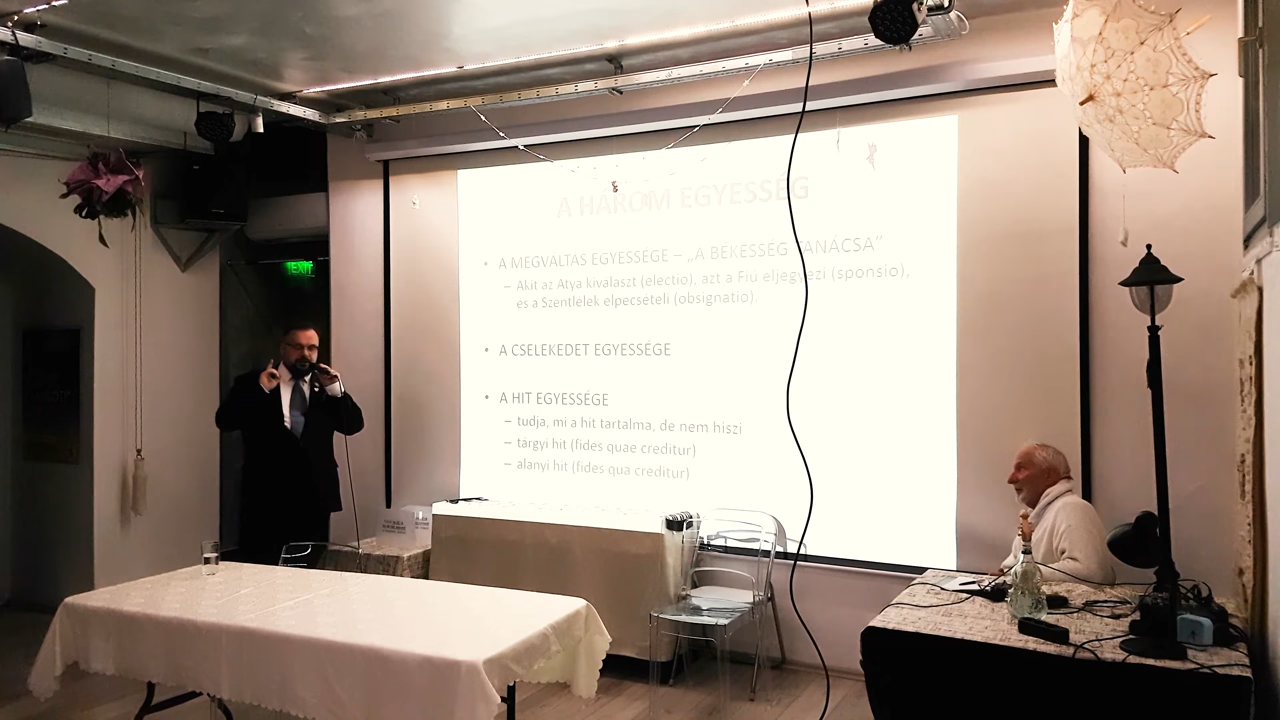 EXIT
A HÁROM EGYESSÉG
• A MEGVÁLTÁS EGYESSÉGE – „A BÉKESSÉG TANÁCSA”
– Akit az Atya kiválaszt (electio), azt a Fiú eljegyezi (sponsio),
és a Szentlélek elpecsételi (obsignatio).
• A CSELEKEDET EGYESSÉGE
• A HIT EGYESSÉGE
– tudja, mi a hit tartalma, de nem hiszi
– tárgyi hit (fides quae creditur)
– alanyi hit (fides qua creditur)